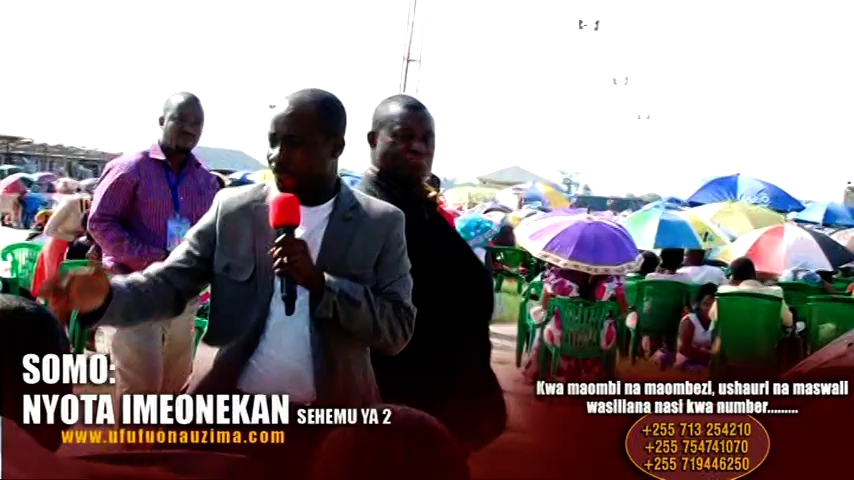 SOMO:
NYOTA IMEONEKAN SEHEMU YA 2
www.ufufuonauzima.com
Kwa maombi na maombezi, ushauri na maswali
wasiliana nasi kwa number.........
+255 713 254210
+255 754741070
+255 719446250